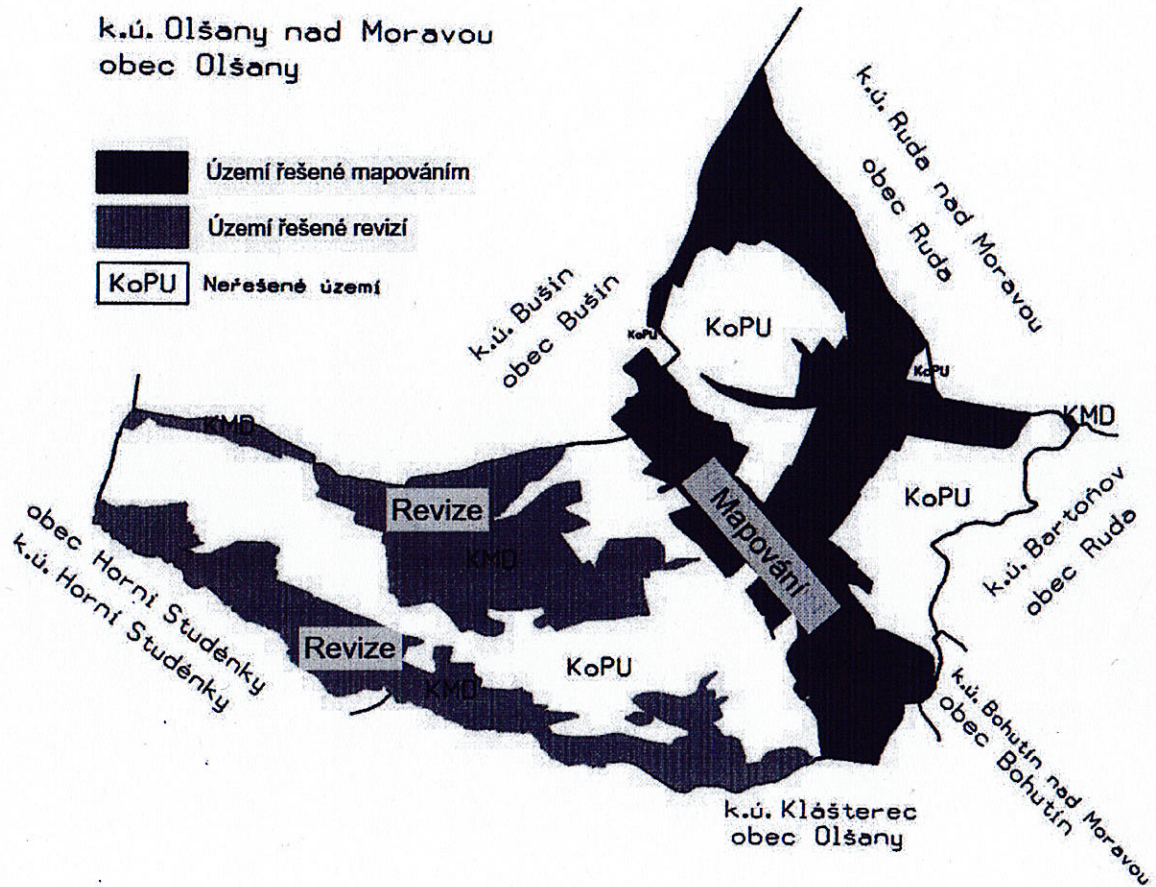 k.ú. Olšany nad Moravou
obec Olšany
Území řešené mapováním
Území řešené revizí
KoPU Neřešené území
k.ú. Ruda nad Moravou
obec Ruda
k.ú. Bušín
obec Bušín
KoPU
KoPU
KoPU
KMD
KMD
Revize
Mapování
KoPU
KMD
k.ú. Bartoňov
obec Ruda
obec Horní Studénky
k.ú. Horní Studénky
Revize
KoPU
KMD
k.ú. Bohutín nad Moravou
obec Bohutín
k.ú. Klášterec
obec Olšany